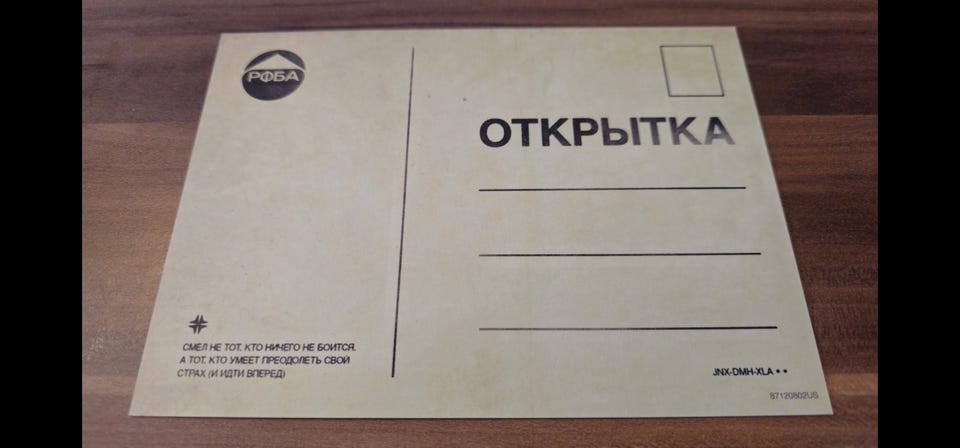 РФБА
ОТКРЫТКА
СМЕЛ НЕ ТОТ, КТО НИЧЕГО НЕ БОИТСЯ.
А ТОТ, КТО УМЕЕТ ПРЕОДОЛЕТЬ СВОЙ
СТРАХ (И ИДТИ ВПЕРЕД)
JNX-DMH-XLA **
87120802US